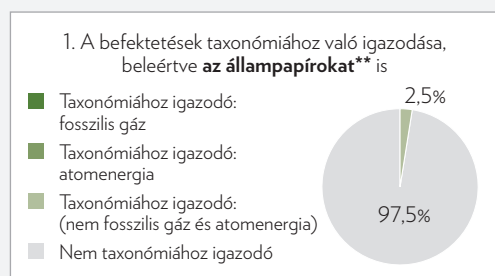 1. A befektetések taxonómiához való igazodása,
beleértve az állampapírokat** is
Taxonómiához igazodó:
fosszilis gáz
Taxonómiához igazodó:
atomenergia
Taxonómiához igazodó:
(nem fosszilis gáz és atomenergia)
Nem taxonómiához igazodó
2,5%
97,5%